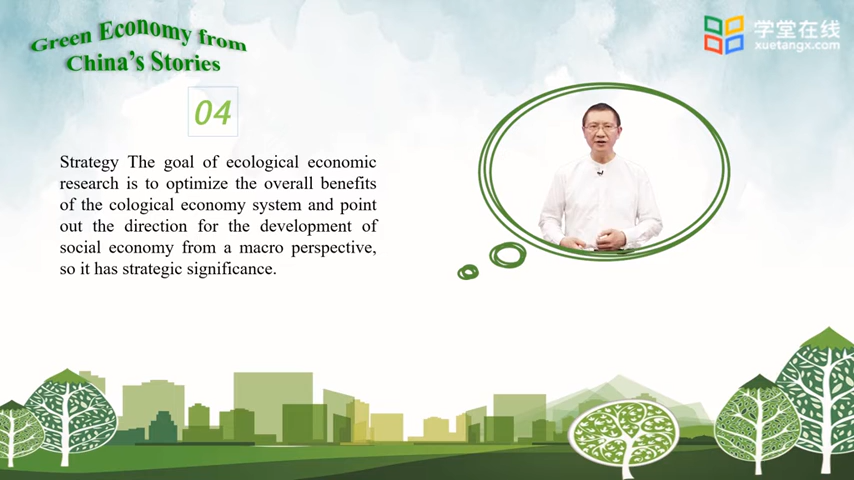 Green Economy from
China's Stories
学堂在线
xuetangx.com
04
Strategy The goal of ecological economic
research is to optimize the overall benefits
of the cological economy system and point
out the direction for the development of
social economy from a macro perspective,
so it has strategic significance.